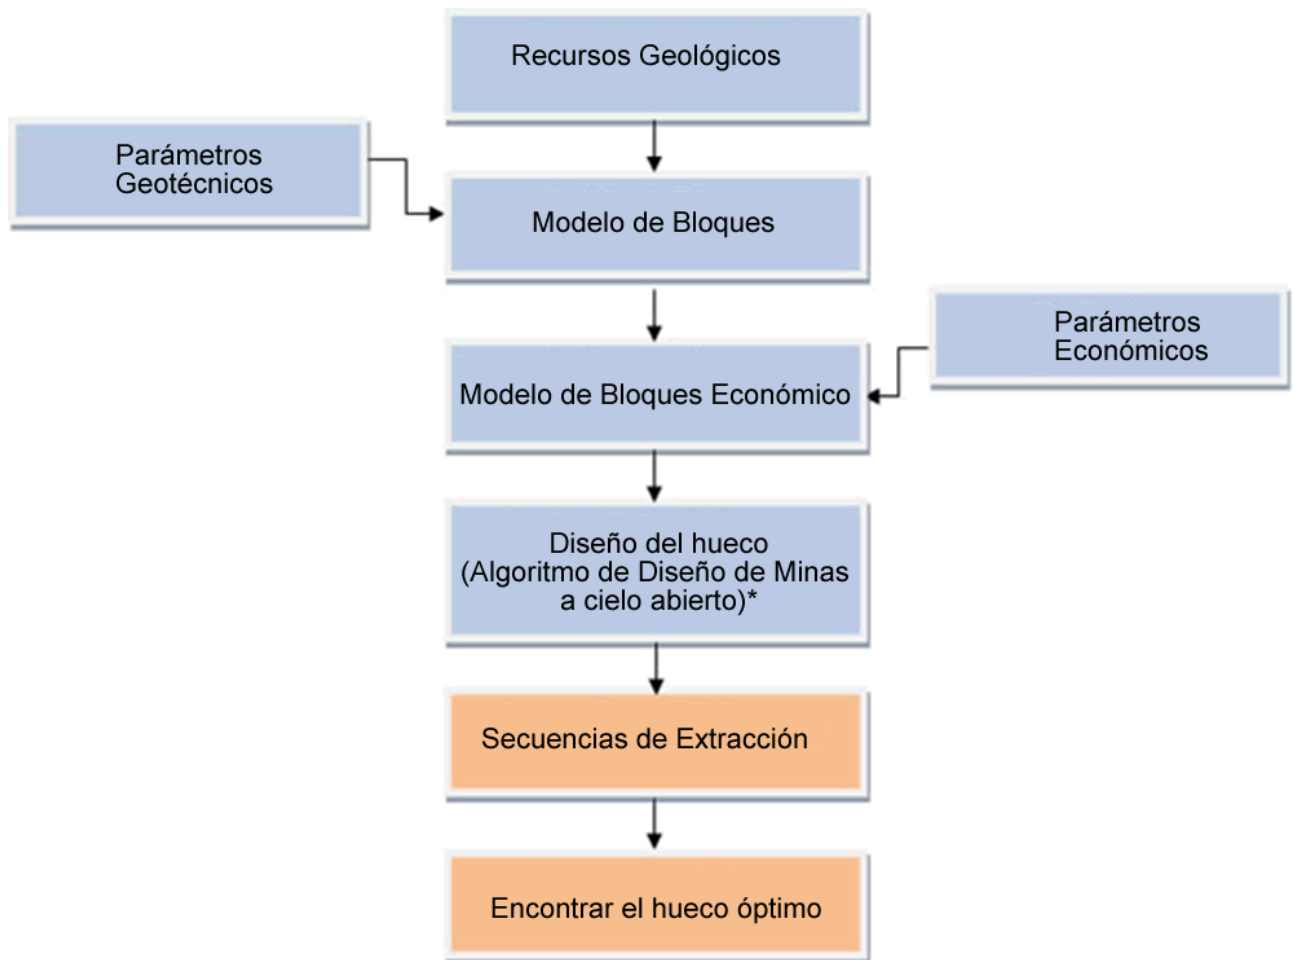 Recursos Geológicos
Parámetros
Geotécnicos
Modelo de Bloques
Parámetros
Económicos
Modelo de Bloques Económico
Diseño del hueco
(Algoritmo de Diseño de Minas
a cielo abierto)*
Secuencias de Extracción
Encontrar el hueco óptimo